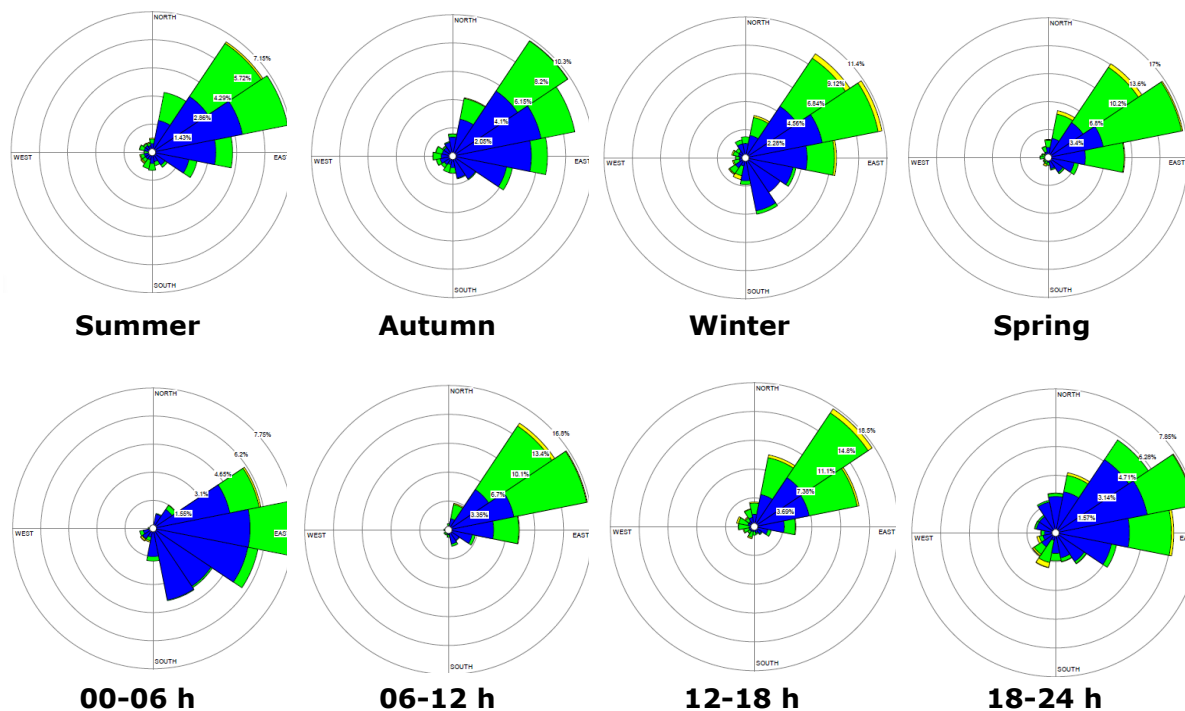 NORTH
7.15%
5.72%
4.29%
2.86%
1.43%
WEST
EAST
SOUTH
Summer
NORTH
10.3%
8.2%
6.15%
4.1%
2.05%
WEST
EAST
SOUTH
Autumn
NORTH
11.4%
9.12%
6.84%
4.56%
2.28%
WEST
EAST
SOUTH
Winter
NORTH
17%
13.6%
10.2%
6.8%
3.4%
WEST
EAST
SOUTH
Spring
NORTH
7.75%
6.2%
4.65%
3.1%
1.55%
WEST
EAS
SOUTH
00-06 h
NORTH
16.8%
13.4%
10.1%
6.7%
3.35%
WEST
EAST
SOUTH
06-12 h
NORTH
18.5%
14.8%
11.1%
7.38%
3.69%
WEST
EAST
SOUTH
12-18 h
NORTH
7.85%
6.28%
4.71%
3.14%
1.57%
WEST
EAST
SOUTH
18-24 h